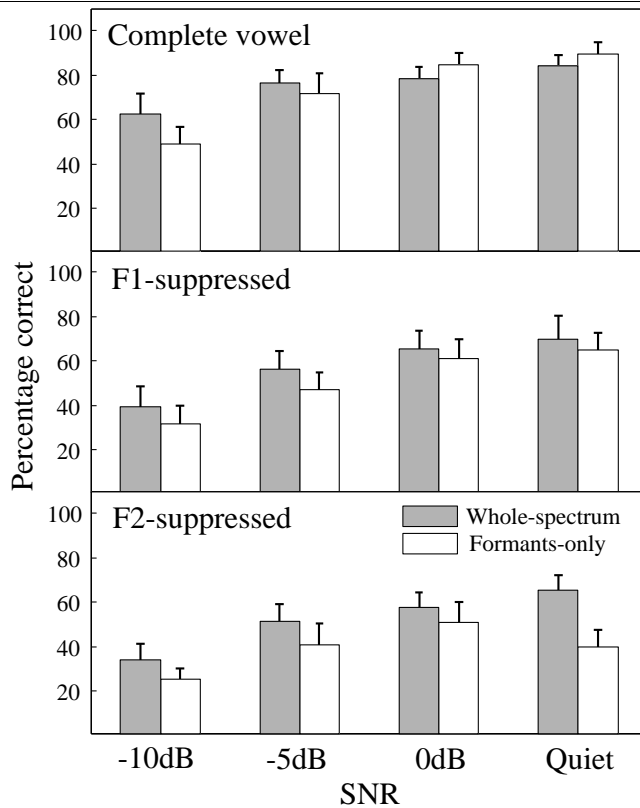 Complete vowel
100
80
60
40
20
F1-suppressed
100
80
60
40
20
F2-suppressed
100
80
60
40
20
Whole-spectrum
Formants-only
Percentage correct
-10dB -5dB 0dB Quiet
SNR